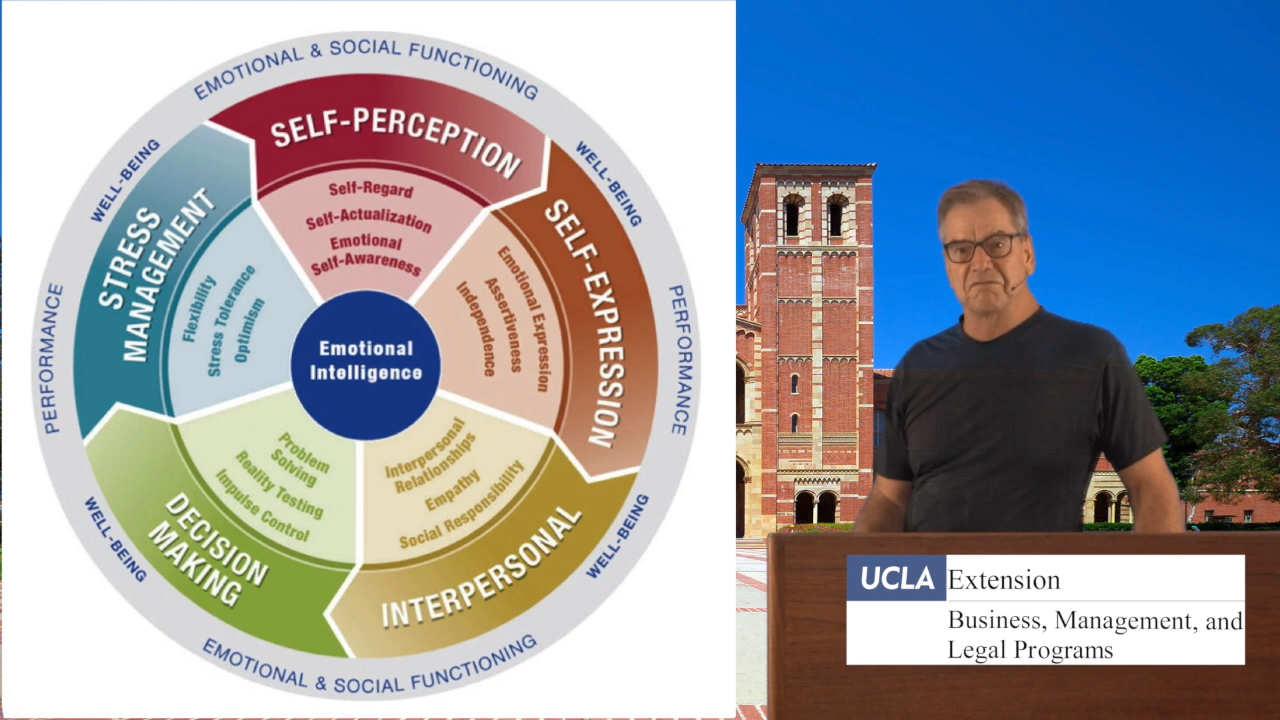 EMOTIONAL & SOCIAL FUNCTIONING
WELL-BEING
WELL-BEING
PERFORMANCE
PERFORMANCE
WELL-BEING
WELL-BEING
EMOTIONAL & SOCIAL FUNCTIONING
SELF-PERCEPTION
Self-Regard
Self-Actualization
Emotional
Self-Awareness
SELF-EXPRESSION
Emotional Expression
Assertiveness
Independence
INTERPERSONAL
Interpersonal
Relationships
Empathy
Social Responsibility
DECISION
MAKING
Problem
Solving
Reality Testing
Impulse Control
STRESS
MANAGEMENT
Flexibility
Stress Tolerance
Optimism
Emotional
Intelligence
UCLA Extension
Business, Management, and
Legal Programs